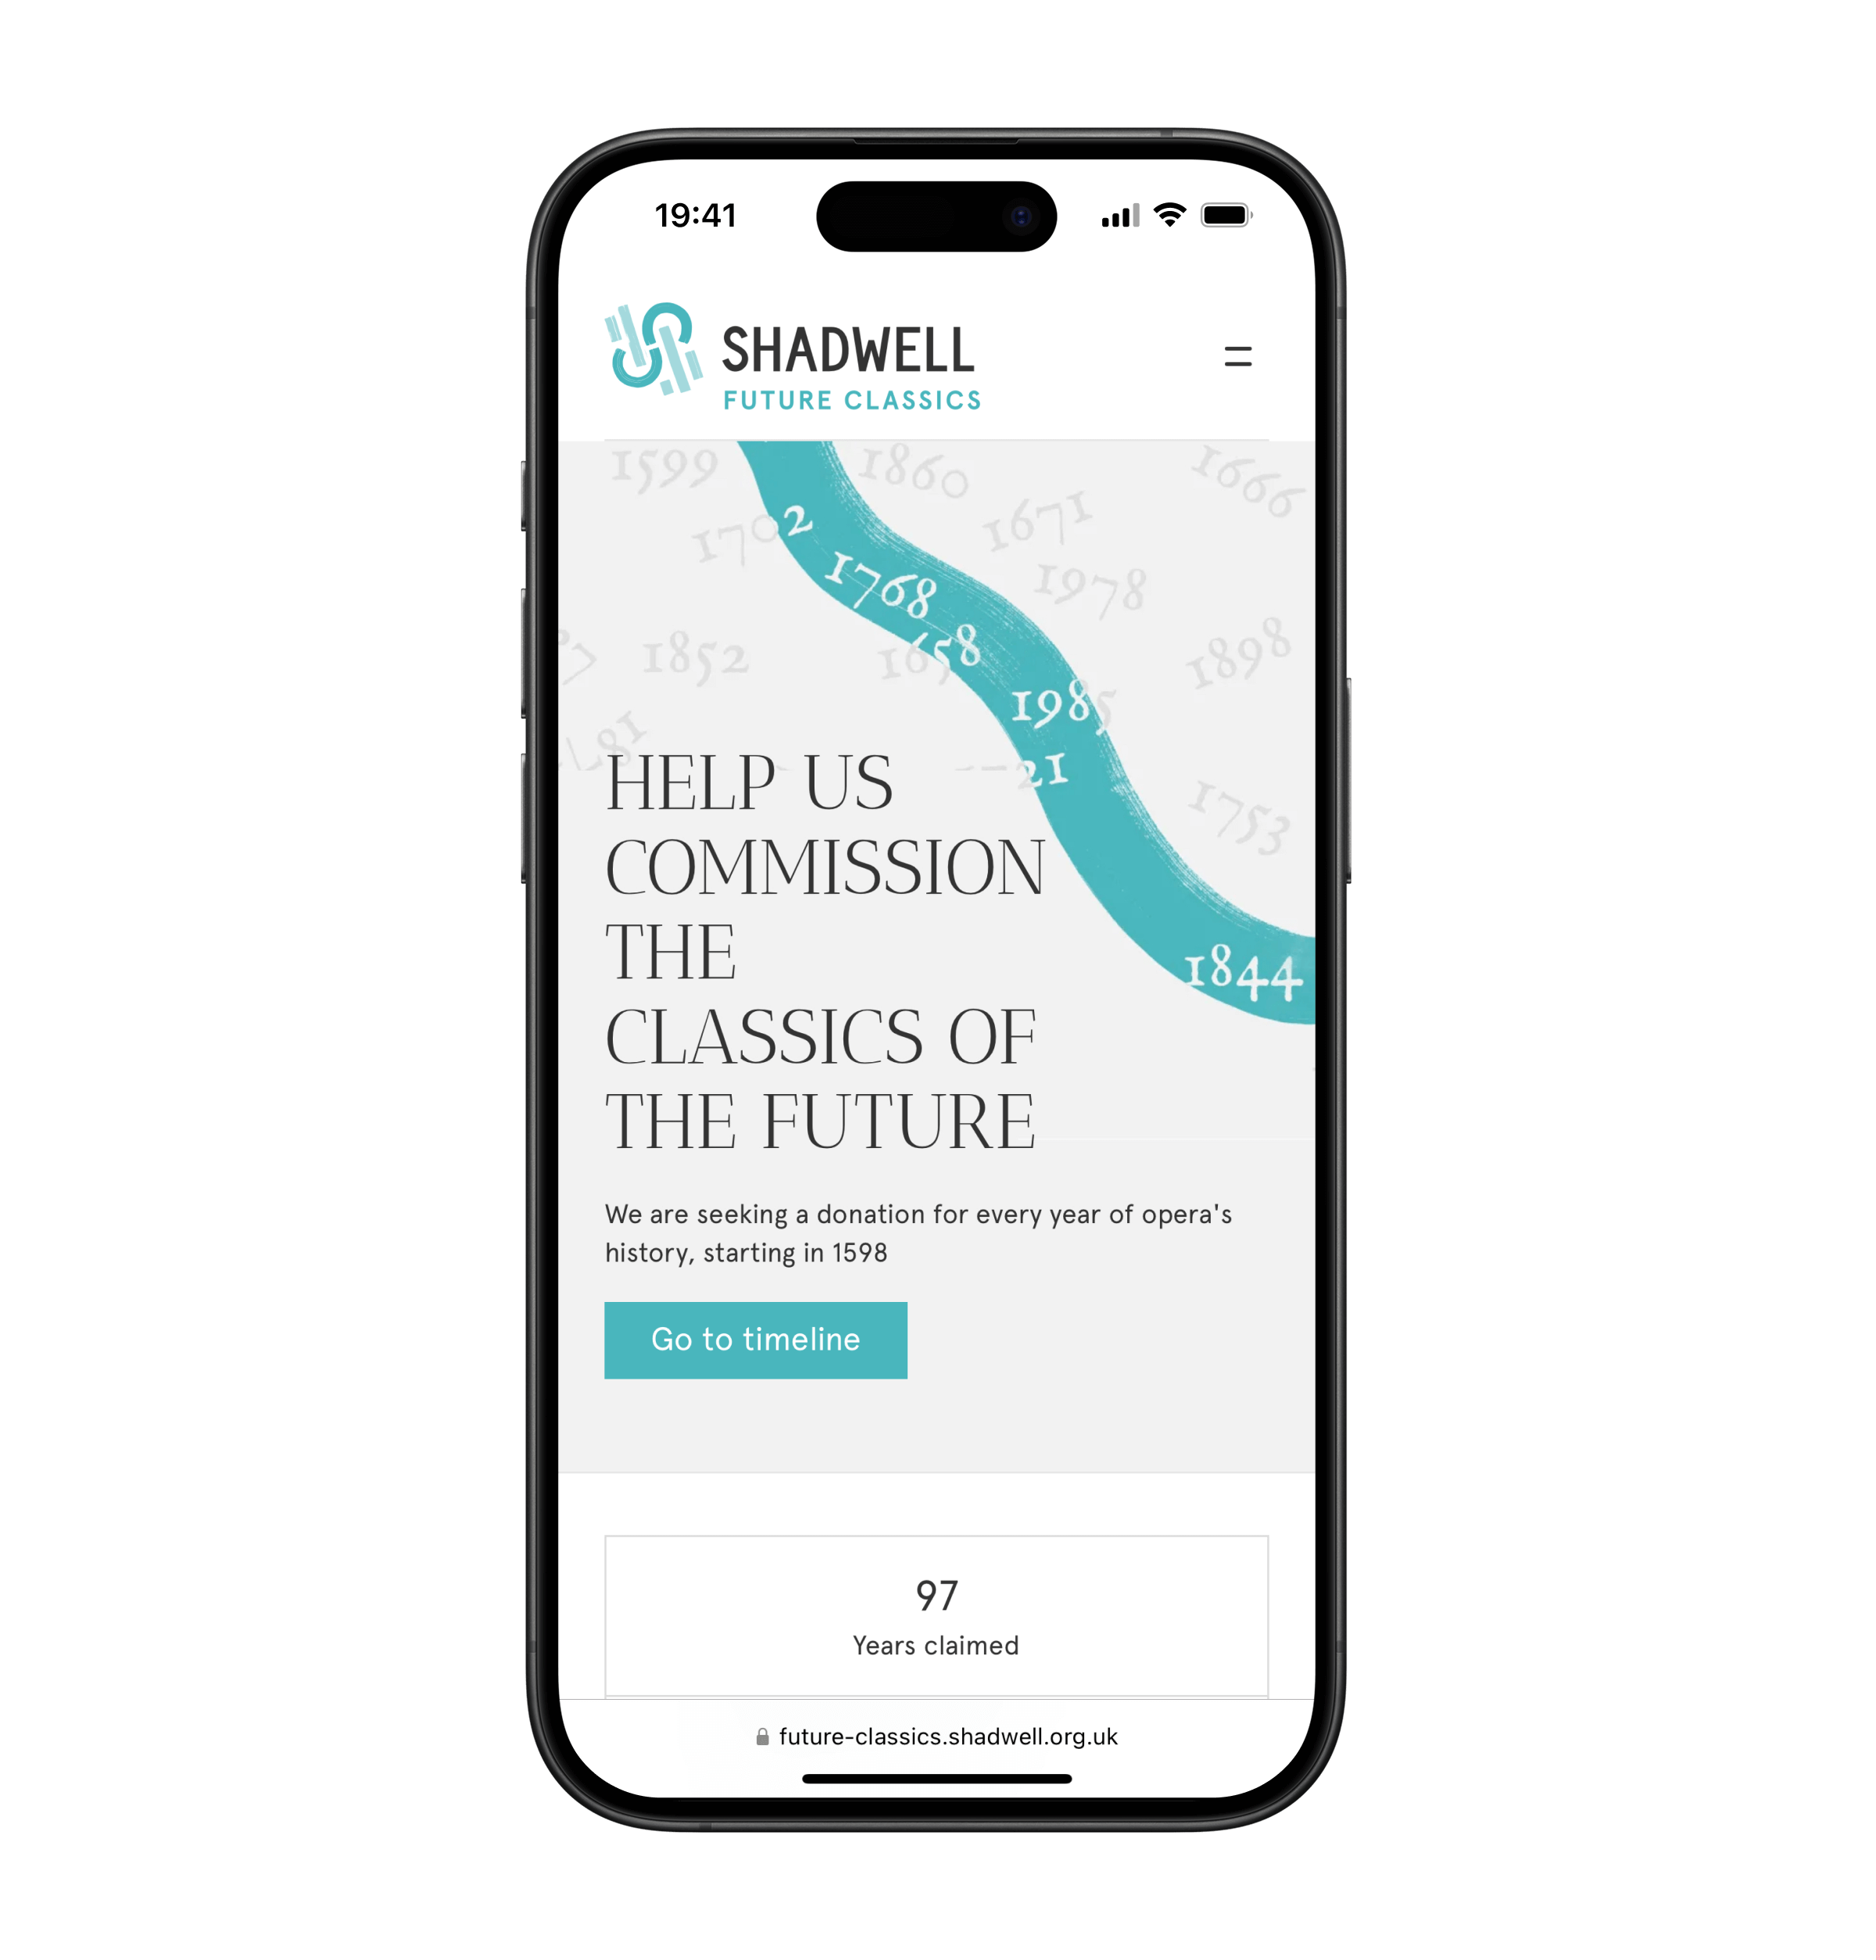 19:41
SHADWELL
FUTURE CLASSICS
1599
1860
1666
1702
1671
1768
1978
1852
1658
1898
1985
21
1753
1844
HELP US
COMMISSION
THE
CLASSICS OF
THE FUTURE
We are seeking a donation for every year of opera's
history, starting in 1598
Go to timeline
97
Years claimed
future-classics.shadwell.org.uk